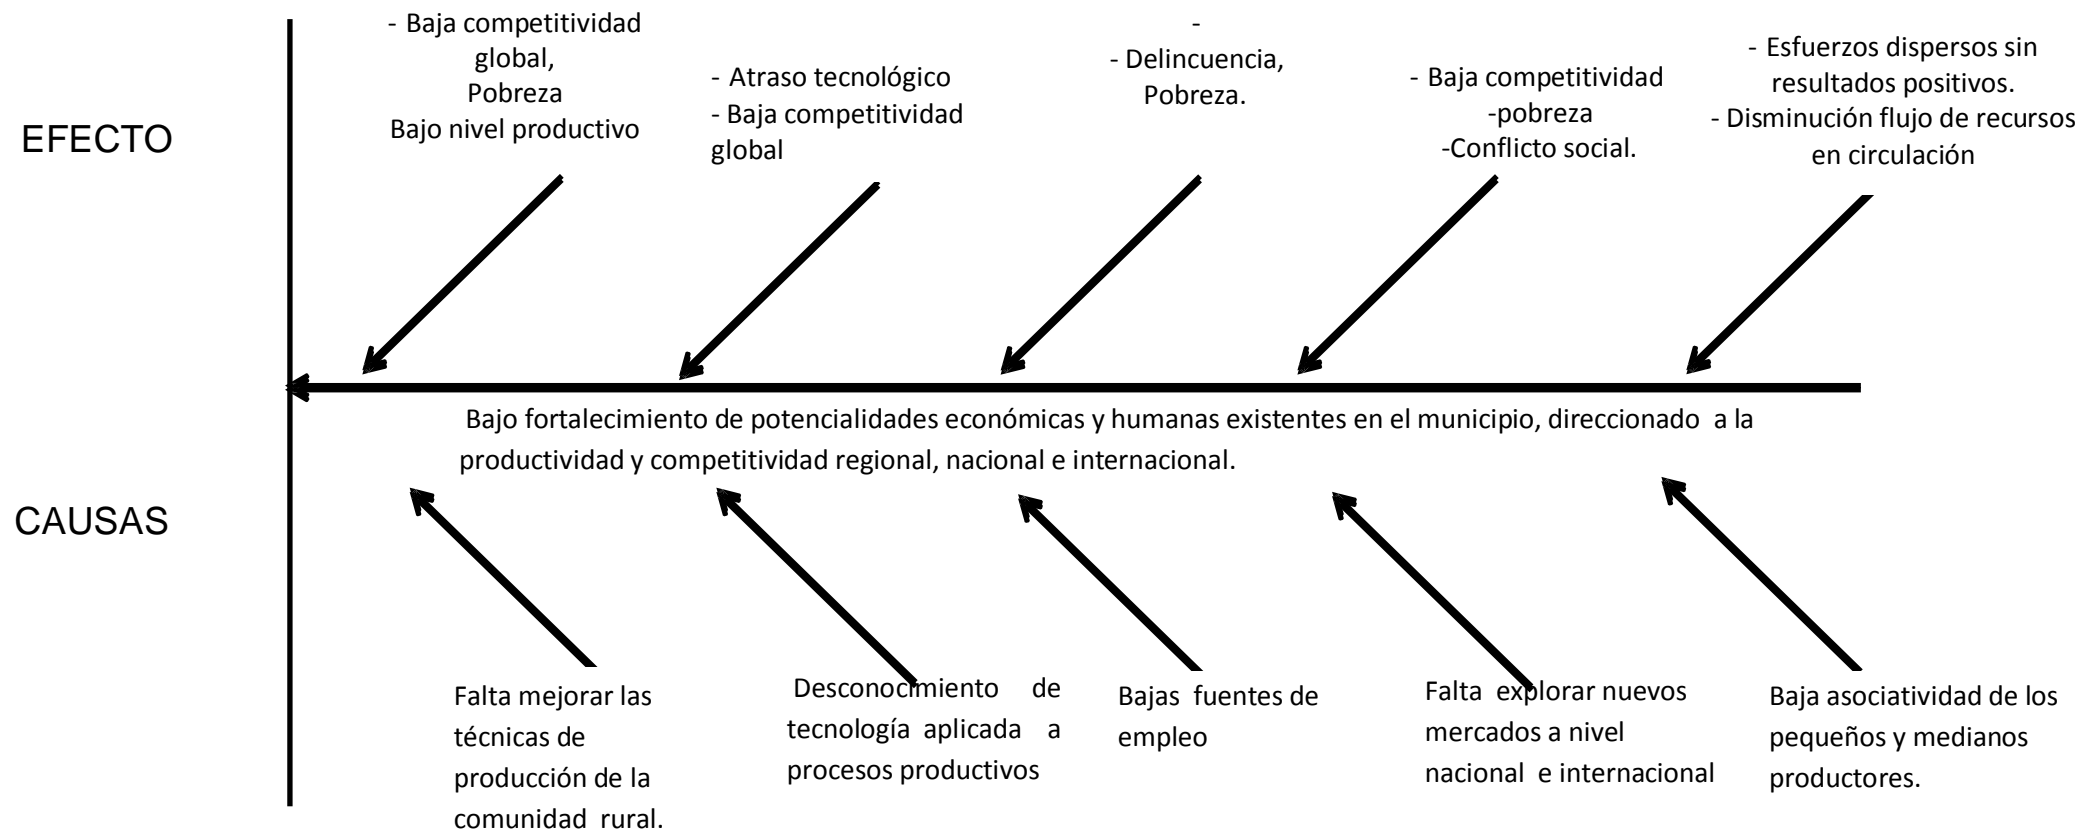 - Baja competitividad
global,
Pobreza
Bajo nivel productivo
- Atraso tecnológico
- Baja competitividad
global
-
- Delincuencia,
Pobreza.
- Baja competitividad
-pobreza
-Conflicto social.
- Esfuerzos dispersos sin
resultados positivos.
- Disminución flujo de recursos
en circulación
EFECTO
Bajo fortalecimiento de potencialidades económicas y humanas existentes en el municipio, direccionado a la
productividad y competitividad regional, nacional e internacional.
CAUSAS
Falta mejorar las
técnicas de
producción de la
comunidad rural.
Desconocimiento de
tecnología aplicada a
procesos productivos
Bajas fuentes de
empleo
Falta explorar nuevos
mercados a nivel
nacional e internacional
Baja asociatividad de los
pequeños y medianos
productores.